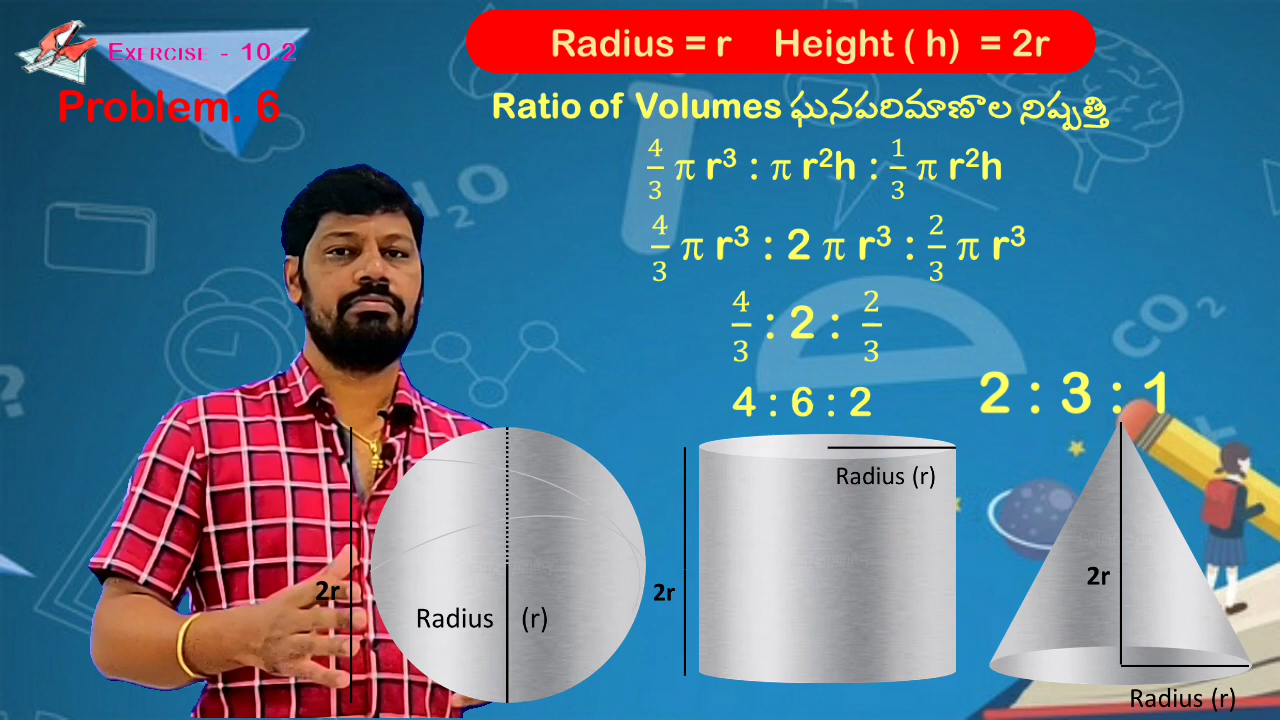 EXERCISE - 10.2
Problem. 6
Radius = r Height ( h) = 2r
Ratio of Volumes ఘనపరిమాణాల నిష్పత్తి
4/3 π r³ : π r²h : 1/3 π r²h
4/3 π r³ : 2 π r³ : 2/3 π r³
4/3 : 2 : 2/3
4 : 6 : 2
2 : 3 : 1
H₂O
CO₂
?
2r
Radius (r)
2r
Radius (r)
2r
Radius (r)